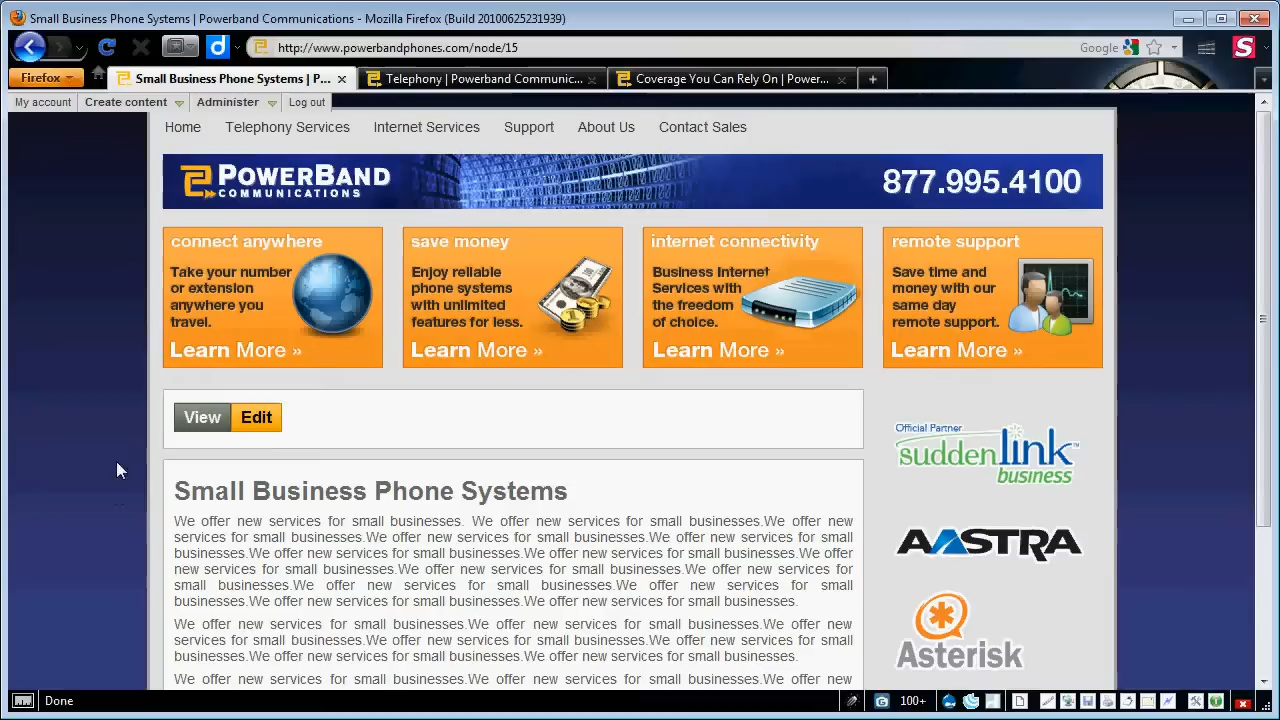 Small Business Phone Systems | Powerband Communications - Mozilla Firefox (Build 20100625231939)
http://www.powerbandphones.com/node/15
Google
Firefox
Small Business Phone Systems | P...
Telephony | Powerband Communic...
Coverage You Can Rely On | Power...
My account
Create content
Administer
Log out
Home
Telephony Services
Internet Services
Support
About Us
Contact Sales
POWERBAND
COMMUNICATIONS
877.995.4100
connect anywhere
Take your number
or extension
anywhere you
travel.
Learn More »
save money
Enjoy reliable
phone systems
with unlimited
features for less.
Learn More »
internet connectivity
Business Internet
Services with
the freedom
of choice.
Learn More »
remote support
Save time and
money with our
same day
remote support.
Learn More »
View
Edit
Small Business Phone Systems
We offer new services for small businesses. We offer new services for small businesses.We offer new
services for small businesses.We offer new services for small businesses.We offer new services for small
businesses.We offer new services for small businesses.We offer new services for small businesses.We offer
new services for small businesses.We offer new services for small businesses.We offer new services for
small businesses.We offer new services for small businesses.We offer new services for small
businesses.We offer new services for small businesses.We offer new services for small businesses.
We offer new services for small businesses.We offer new services for small businesses.We offer new
services for small businesses.We offer new services for small businesses.We offer new services for small
businesses.We offer new services for small businesses.We offer new services for small businesses.
We offer new services for small businesses.We offer new services for small businesses.We offer new
Official Partner
suddenlink
business
AASTRA
Asterisk
Done
100+